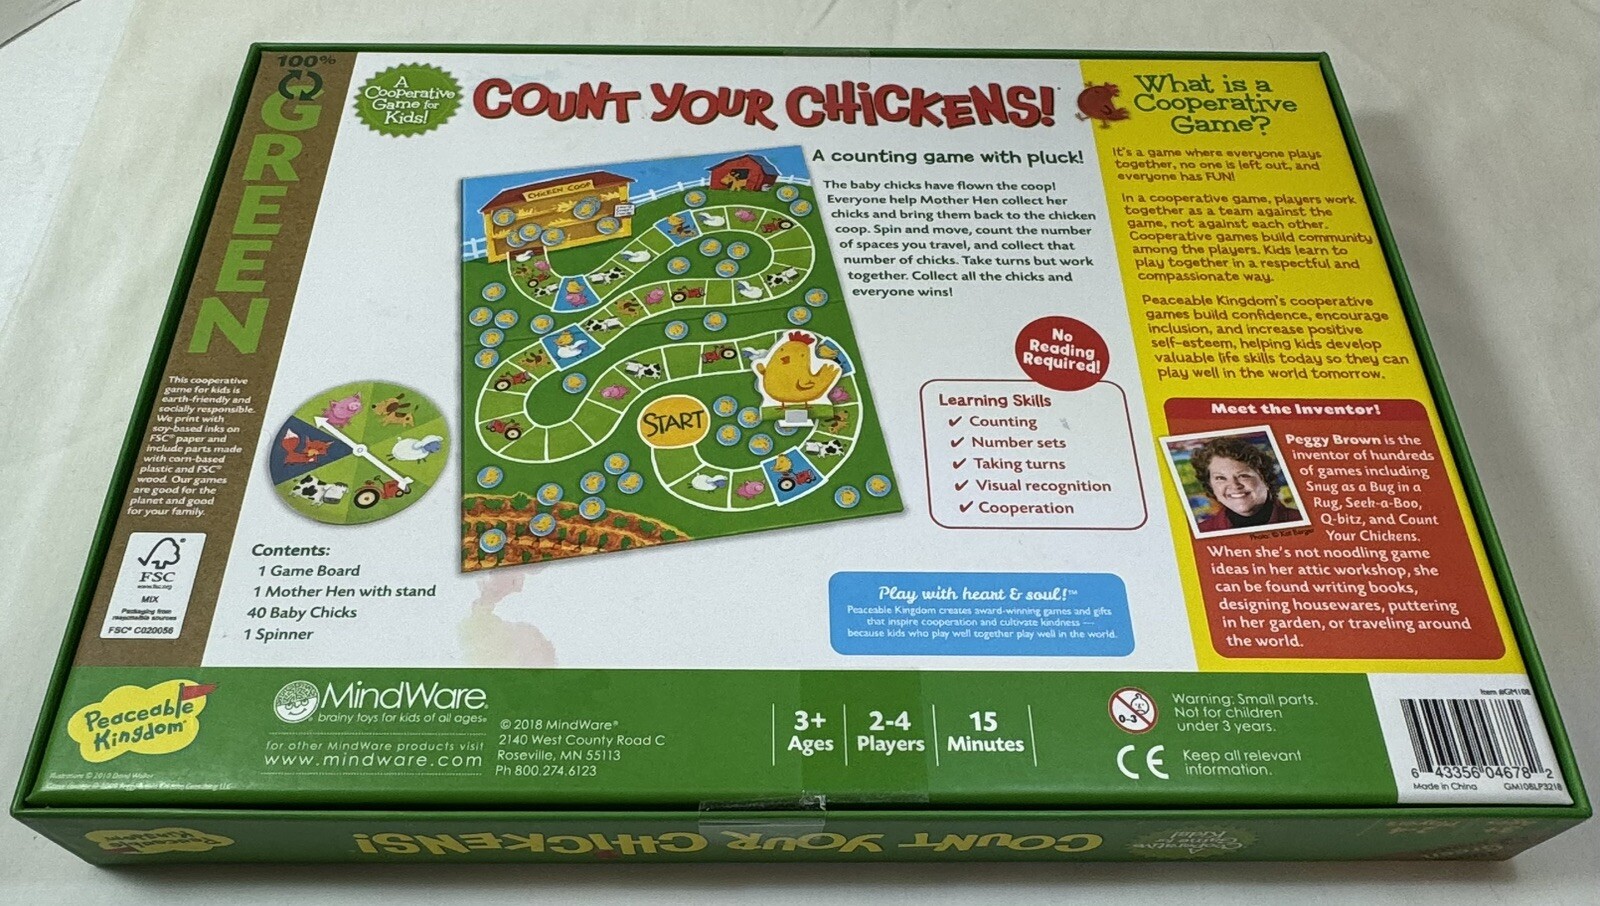 100%
GREEN
This cooperative
game for kids is
earth-friendly and
socially responsible.
We print with
soy-based inks on
FSC® paper and
include parts made
with corn-based
plastic and FSC®
wood. Our games
are good for the
planet and good
for your family.
FSC
www.fsc.org
MIX
Packaging from
responsible sources
FSC® C020056
A
Cooperative
Game for
Kids!
COUNT YOUR CHICKENS!
A counting game with pluck!
The baby chicks have flown the coop!
Everyone help Mother Hen collect her
chicks and bring them back to the chicken
coop. Spin and move, count the number
of spaces you travel, and collect that
number of chicks. Take turns but work
together. Collect all the chicks and
everyone wins!
CHICKEN COOP
START
No
Reading
Required!
Learning Skills
✔ Counting
✔ Number sets
✔ Taking turns
✔ Visual recognition
✔ Cooperation
Contents:
1 Game Board
1 Mother Hen with stand
40 Baby Chicks
1 Spinner
Play with heart & soul!™
Peaceable Kingdom creates award-winning games and gifts
that inspire cooperation and cultivate kindness —
because kids who play well together play well in the world.
What is a
Cooperative
Game?
It's a game where everyone plays
together, no one is left out, and
everyone has FUN!
In a cooperative game, players work
together as a team against the
game, not against each other.
Cooperative games build community
among the players. Kids learn to
play together in a respectful and
compassionate way.
Peaceable Kingdom's cooperative
games build confidence, encourage
inclusion, and increase positive
self-esteem, helping kids develop
valuable life skills today so they can
play well in the world tomorrow.
Meet the Inventor!
Peggy Brown is the
inventor of hundreds
of games including
Snug as a Bug in a
Rug, Seek-a-Boo,
Q-bitz, and Count
Your Chickens.
When she's not noodling game
ideas in her attic workshop, she
can be found writing books,
designing housewares, puttering
in her garden, or traveling around
the world.
Peaceable
Kingdom®
MindWare®
brainy toys for kids of all ages®
for other MindWare products visit
www.mindware.com
© 2018 MindWare®
2140 West County Road C
Roseville, MN 55113
Ph 800.274.6123
3+
Ages
2-4
Players
15
Minutes
0-3
Warning: Small parts.
Not for children
under 3 years.
CE
Keep all relevant
information.
Item #GM108
6 43356 04678 2
Made in China
GM108LP3218
COUNT YOUR CHICKENS!